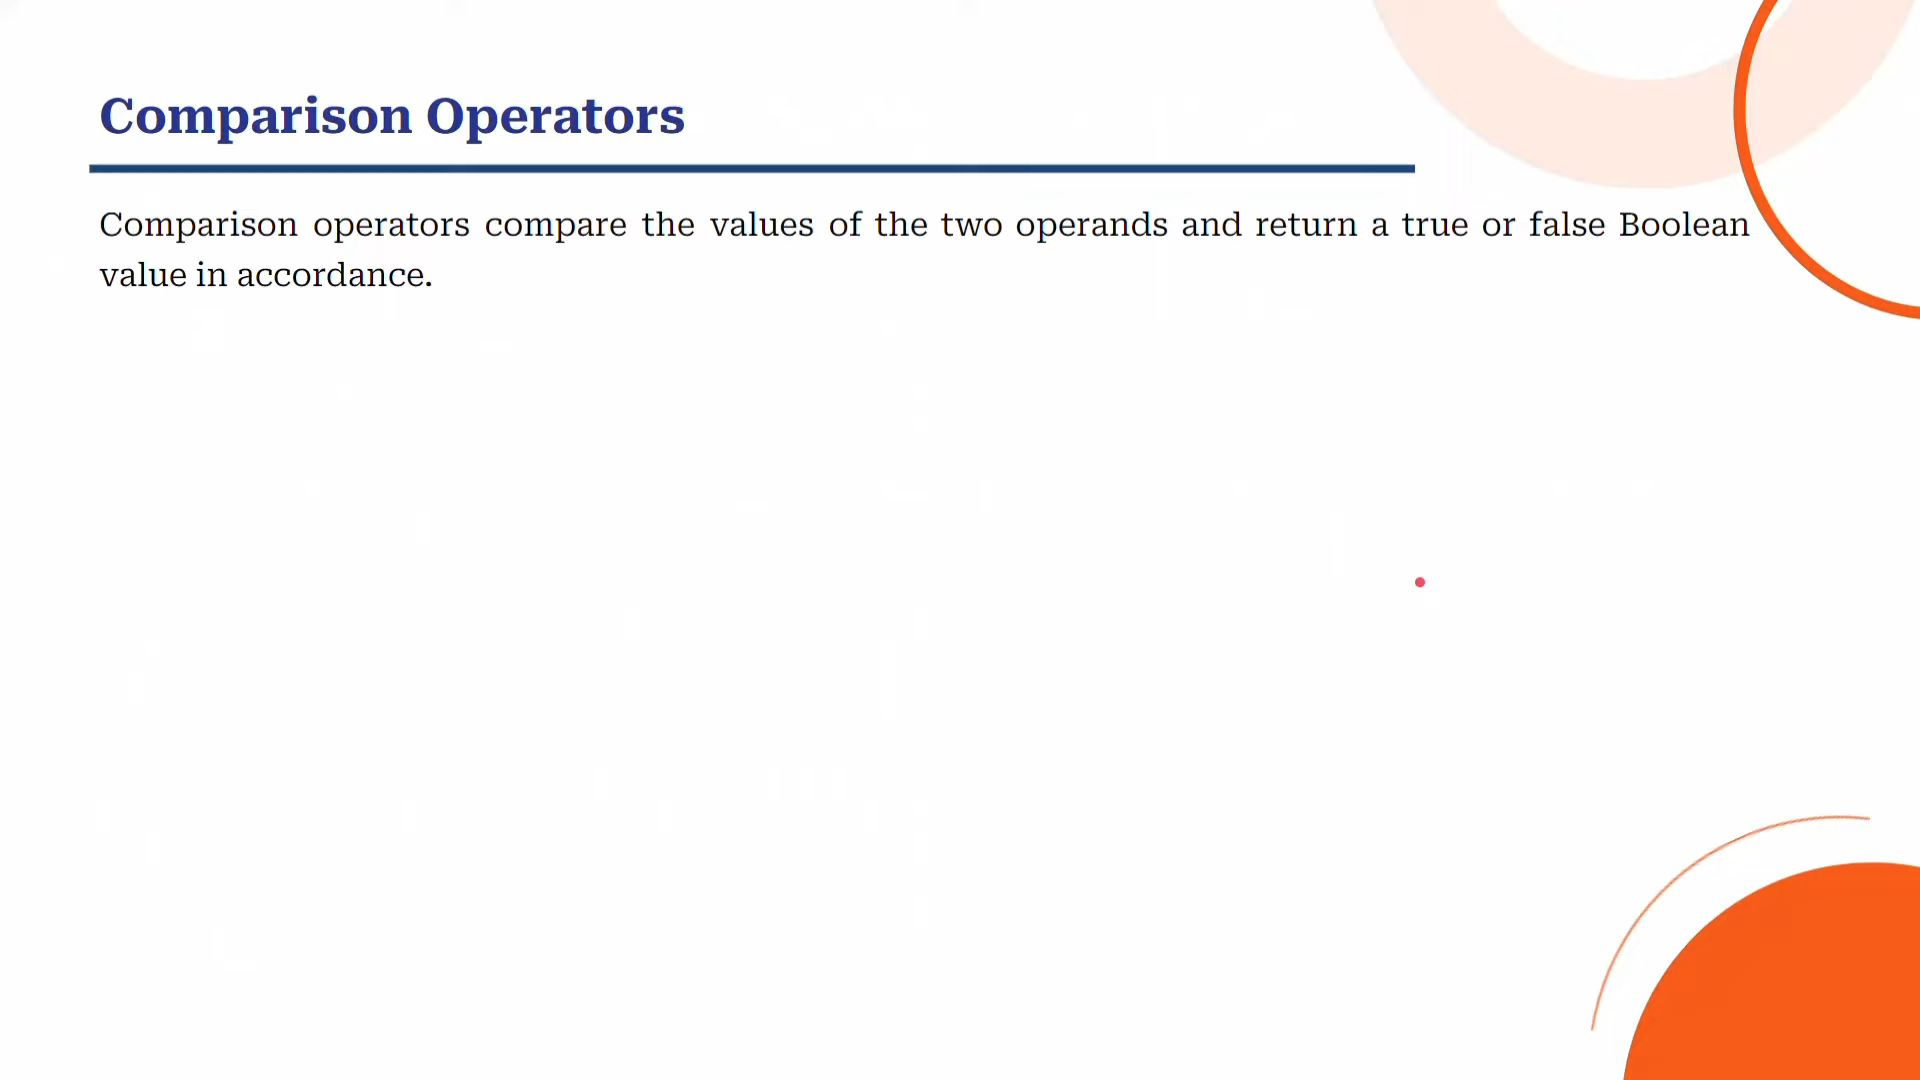 Comparison Operators
Comparison operators compare the values of the two operands and return a true or false Boolean
value in accordance.